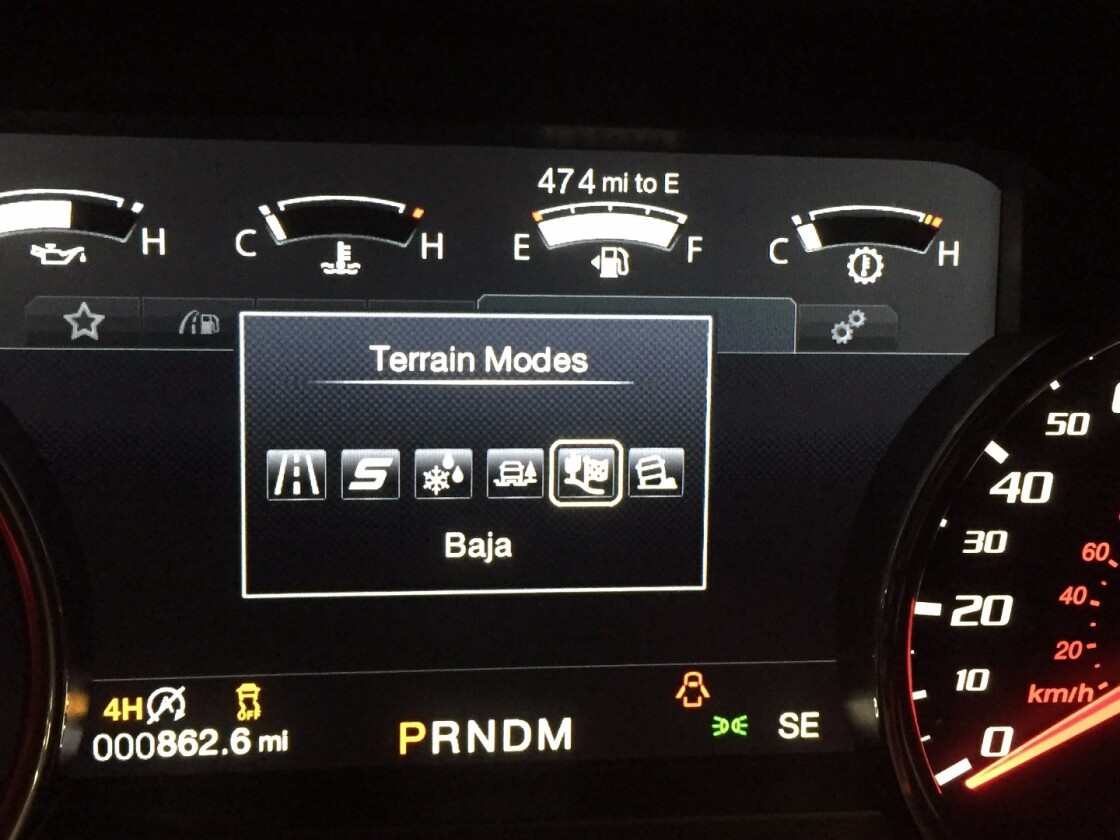 474 mi to E
H
C H
E F
C H
Terrain Modes
S
Baja
50
40
30
20
10
0
60
40
20
km/h
4H
OFF
000862.6 mi
PRNDM
SE